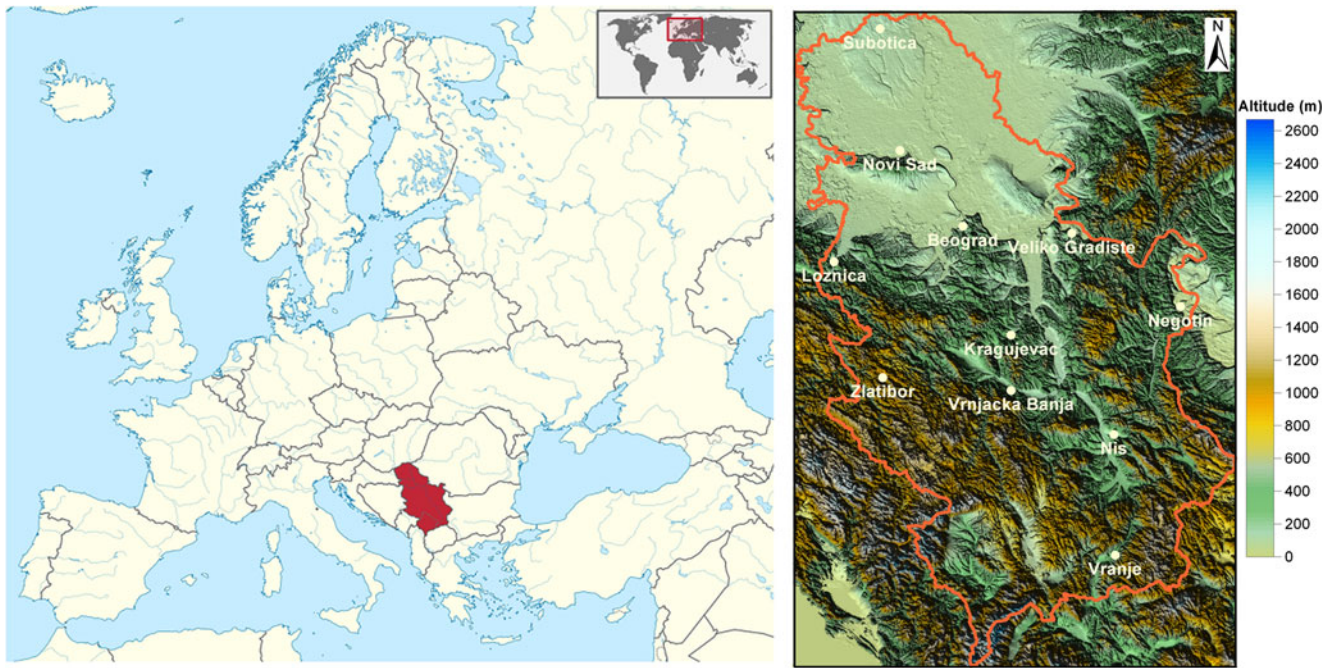 N
Subotica
Altitude (m)
2600
2400
2200
2000
1800
1600
1400
1200
1000
800
600
400
200
0
Novi Sad
Beograd
Veliko Gradiste
Loznica
Negotin
Kragujevac
Zlatibor
Vrnjacka Banja
Nis
Vranje